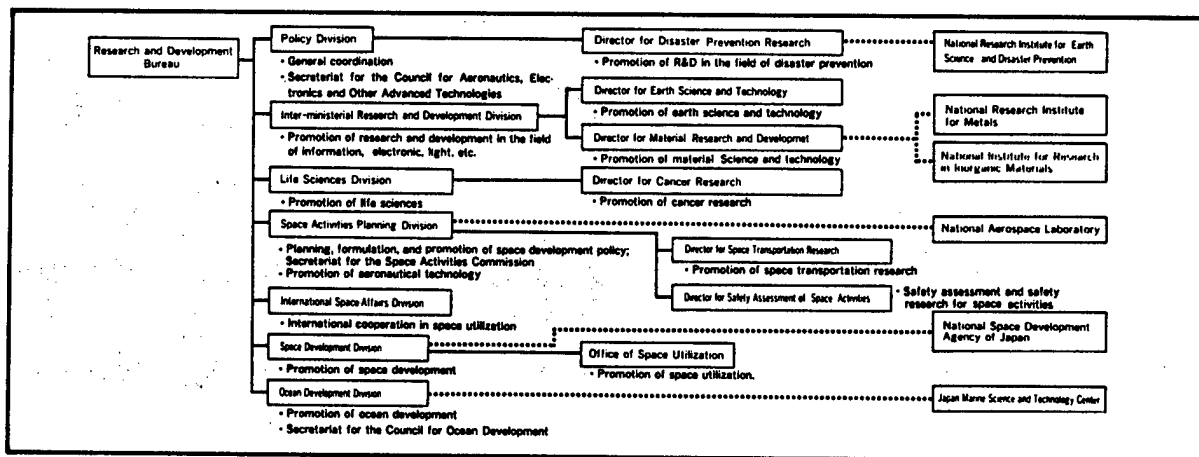 Research and Development
Bureau
Policy Division
• General coordination
• Secretariat for the Council for Aeronautics, Elec-
tronics and Other Advanced Technologies
Director for Disaster Prevention Research
• Promotion of R&D in the field of disaster prevention
National Research Institute for Earth
Science and Disaster Prevention
Inter-ministerial Research and Development Division
• Promotion of research and development in the field
of information, electronic, light, etc.
Director for Earth Science and Technology
• Promotion of earth science and technology
Director for Material Research and Developmet
• Promotion of material Science and technology
National Research Institute
for Metals
National Institute for Research
in Inorganic Materials
Life Sciences Division
• Promotion of life sciences
Director for Cancer Research
• Promotion of cancer research
Space Activities Planning Division
• Planning, formulation, and promotion of space development policy;
Secretariat for the Space Activities Commission
• Promotion of aeronautical technology
National Aerospace Laboratory
Director for Space Transportation Research
• Promotion of space transportation research
Director for Safety Assessment of Space Activities
• Safety assessment and safety
research for space activities
International Space Affairs Division
• International cooperation in space utilization
Space Development Division
• Promotion of space development
Office of Space Utilization
• Promotion of space utilization.
National Space Development
Agency of Japan
Ocean Development Division
• Promotion of ocean development
• Secretariat for the Council for Ocean Development
Japan Marine Science and Technology Center